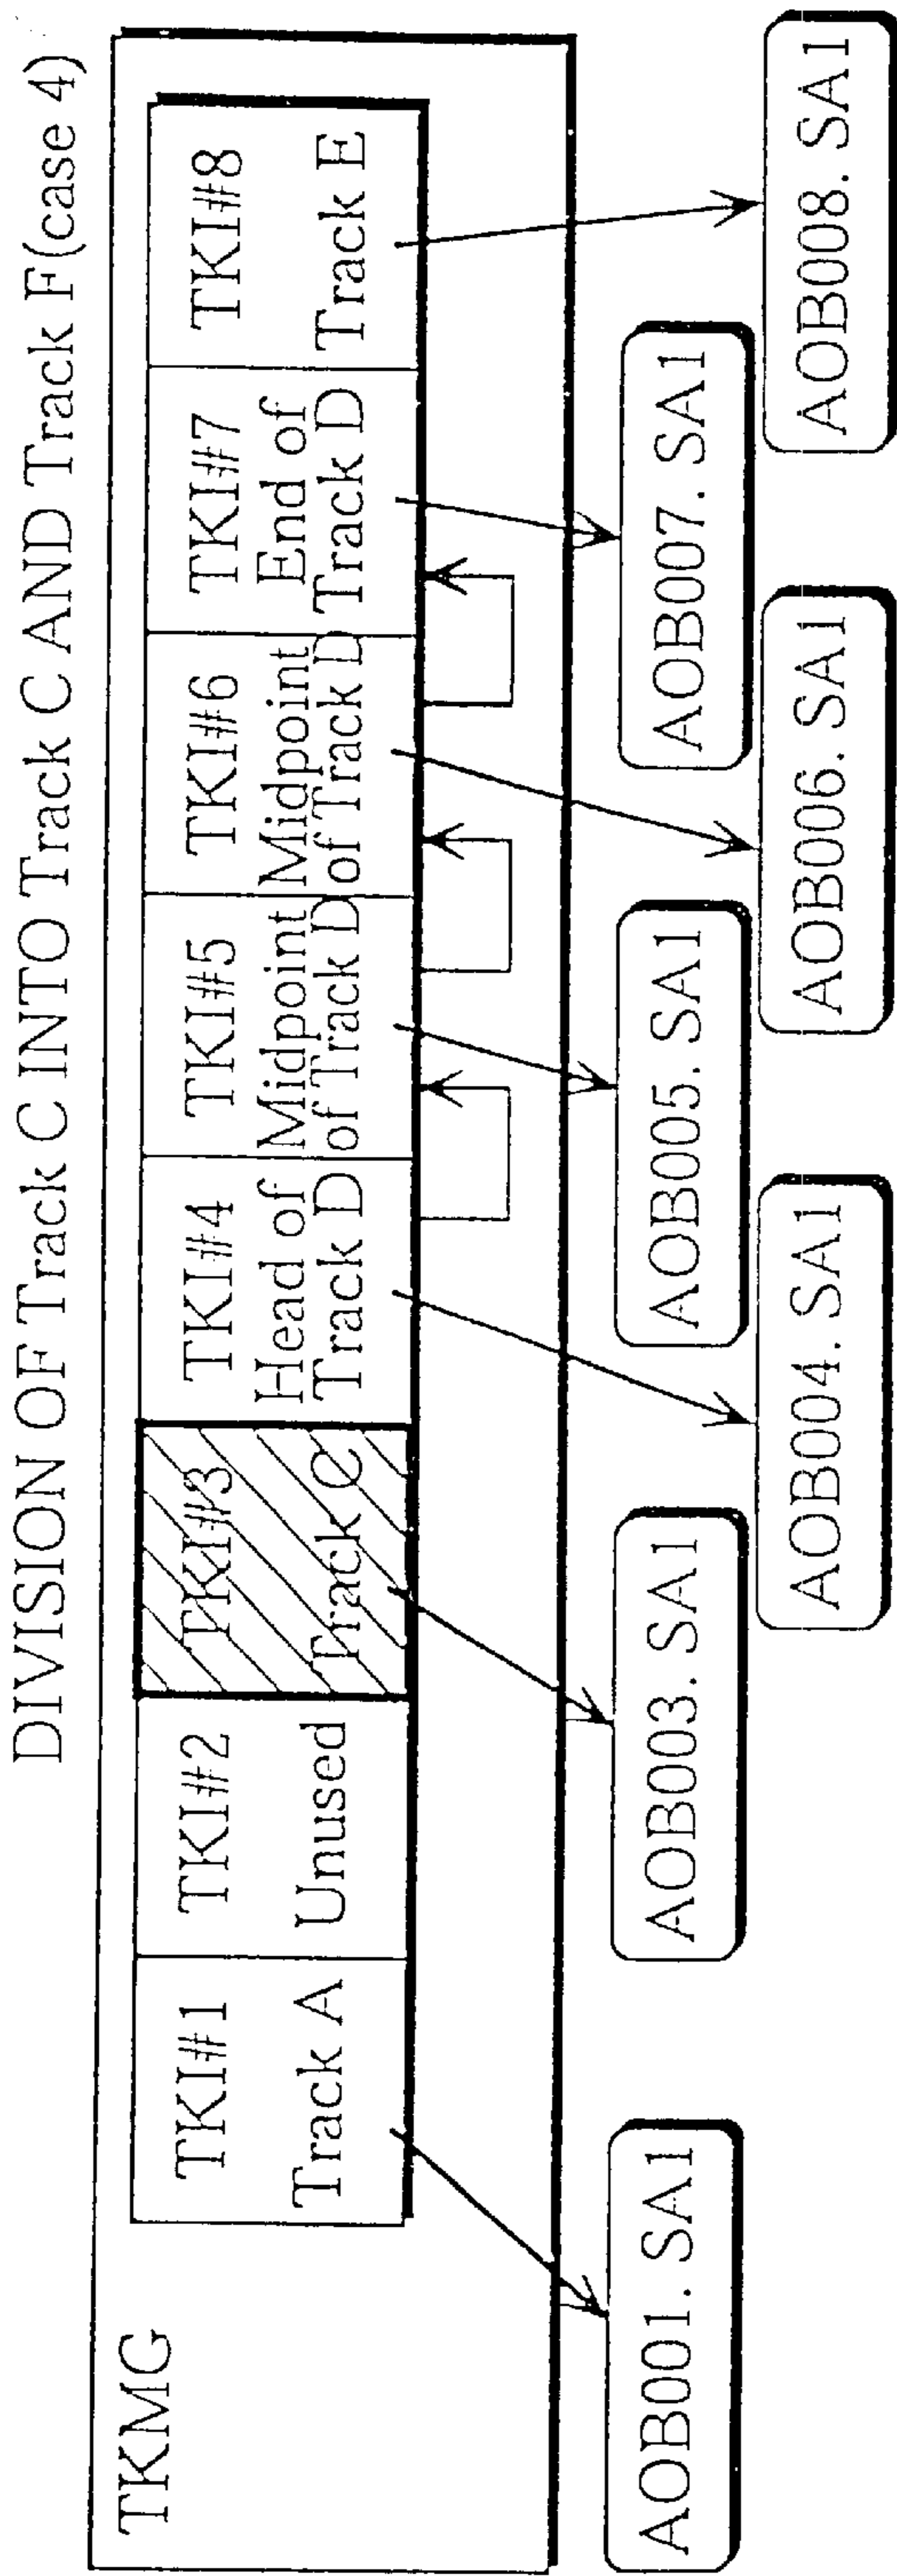 DIVISION OF Track C INTO Track C AND Track F(case 4)
TKMG
TKI#1
Track A
TKI#2
Unused
TKI#3
Track C
TKI#4
Head of
Track D
TKI#5
Midpoint
of Track D
TKI#6
Midpoint
of Track D
TKI#7
End of
Track D
TKI#8
Track E
AOB001. SA1
AOB003. SA1
AOB004. SA1
AOB005. SA1
AOB006. SA1
AOB007. SA1
AOB008. SA1